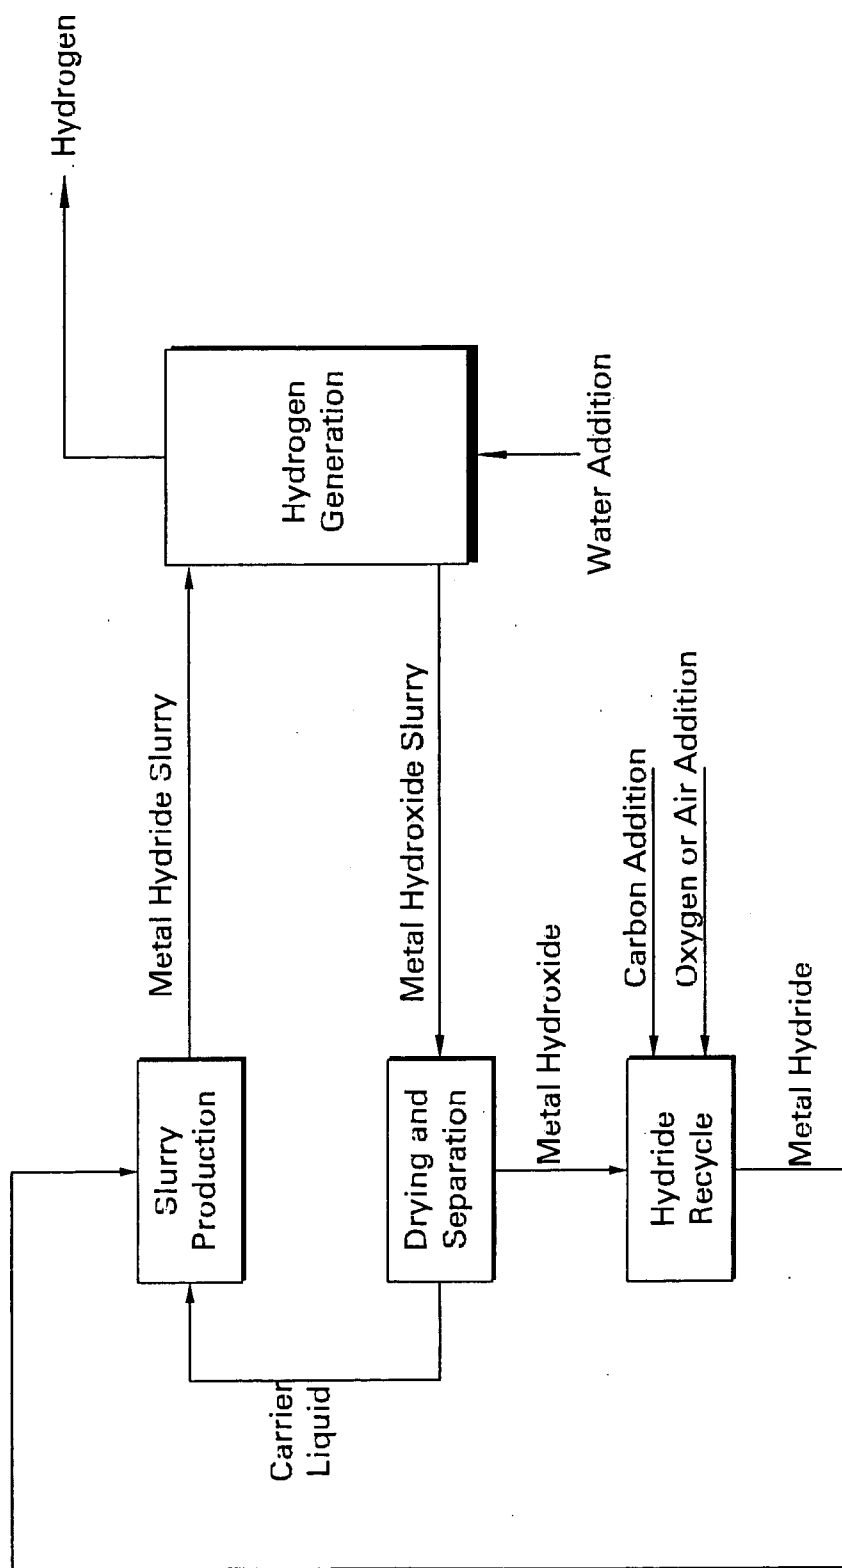 Hydrogen
Metal Hydride Slurry
Slurry
Production
Hydrogen
Generation
Carrier
Liquid
Metal Hydroxide Slurry
Drying and
Separation
Water Addition
Metal Hydroxide
Carbon Addition
Oxygen or Air Addition
Hydride
Recycle
Metal Hydride